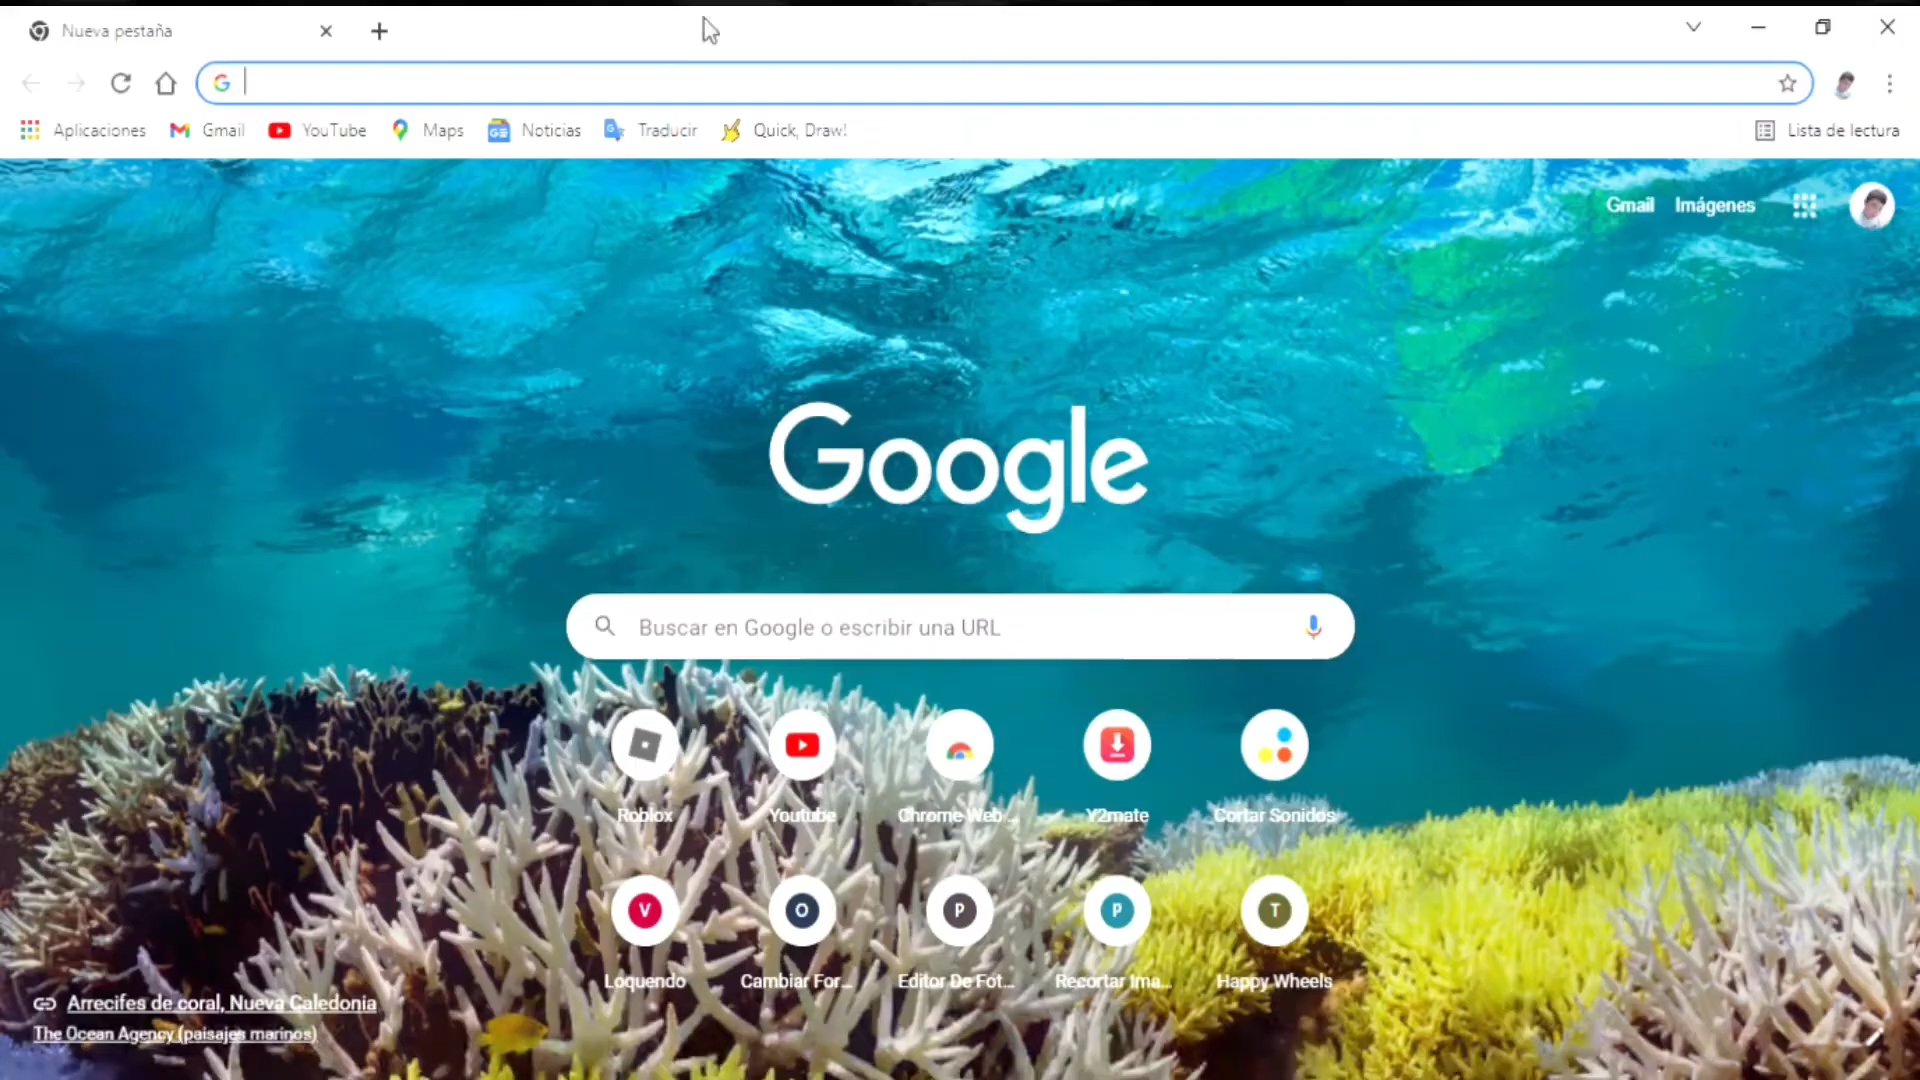 Nueva pestaña
Aplicaciones Gmail YouTube Maps Noticias Traducir Quick, Draw! Lista de lectura
Gmail Imágenes
Google
Buscar en Google o escribir una URL
Roblox Youtube Chrome Web ... Y2mate Cortar Sonidos
V O P P T
Loquendo Cambiar For... Editor De Fot... Recortar Ima... Happy Wheels
Arrecifes de coral, Nueva Caledonia
The Ocean Agency (paisajes marinos)